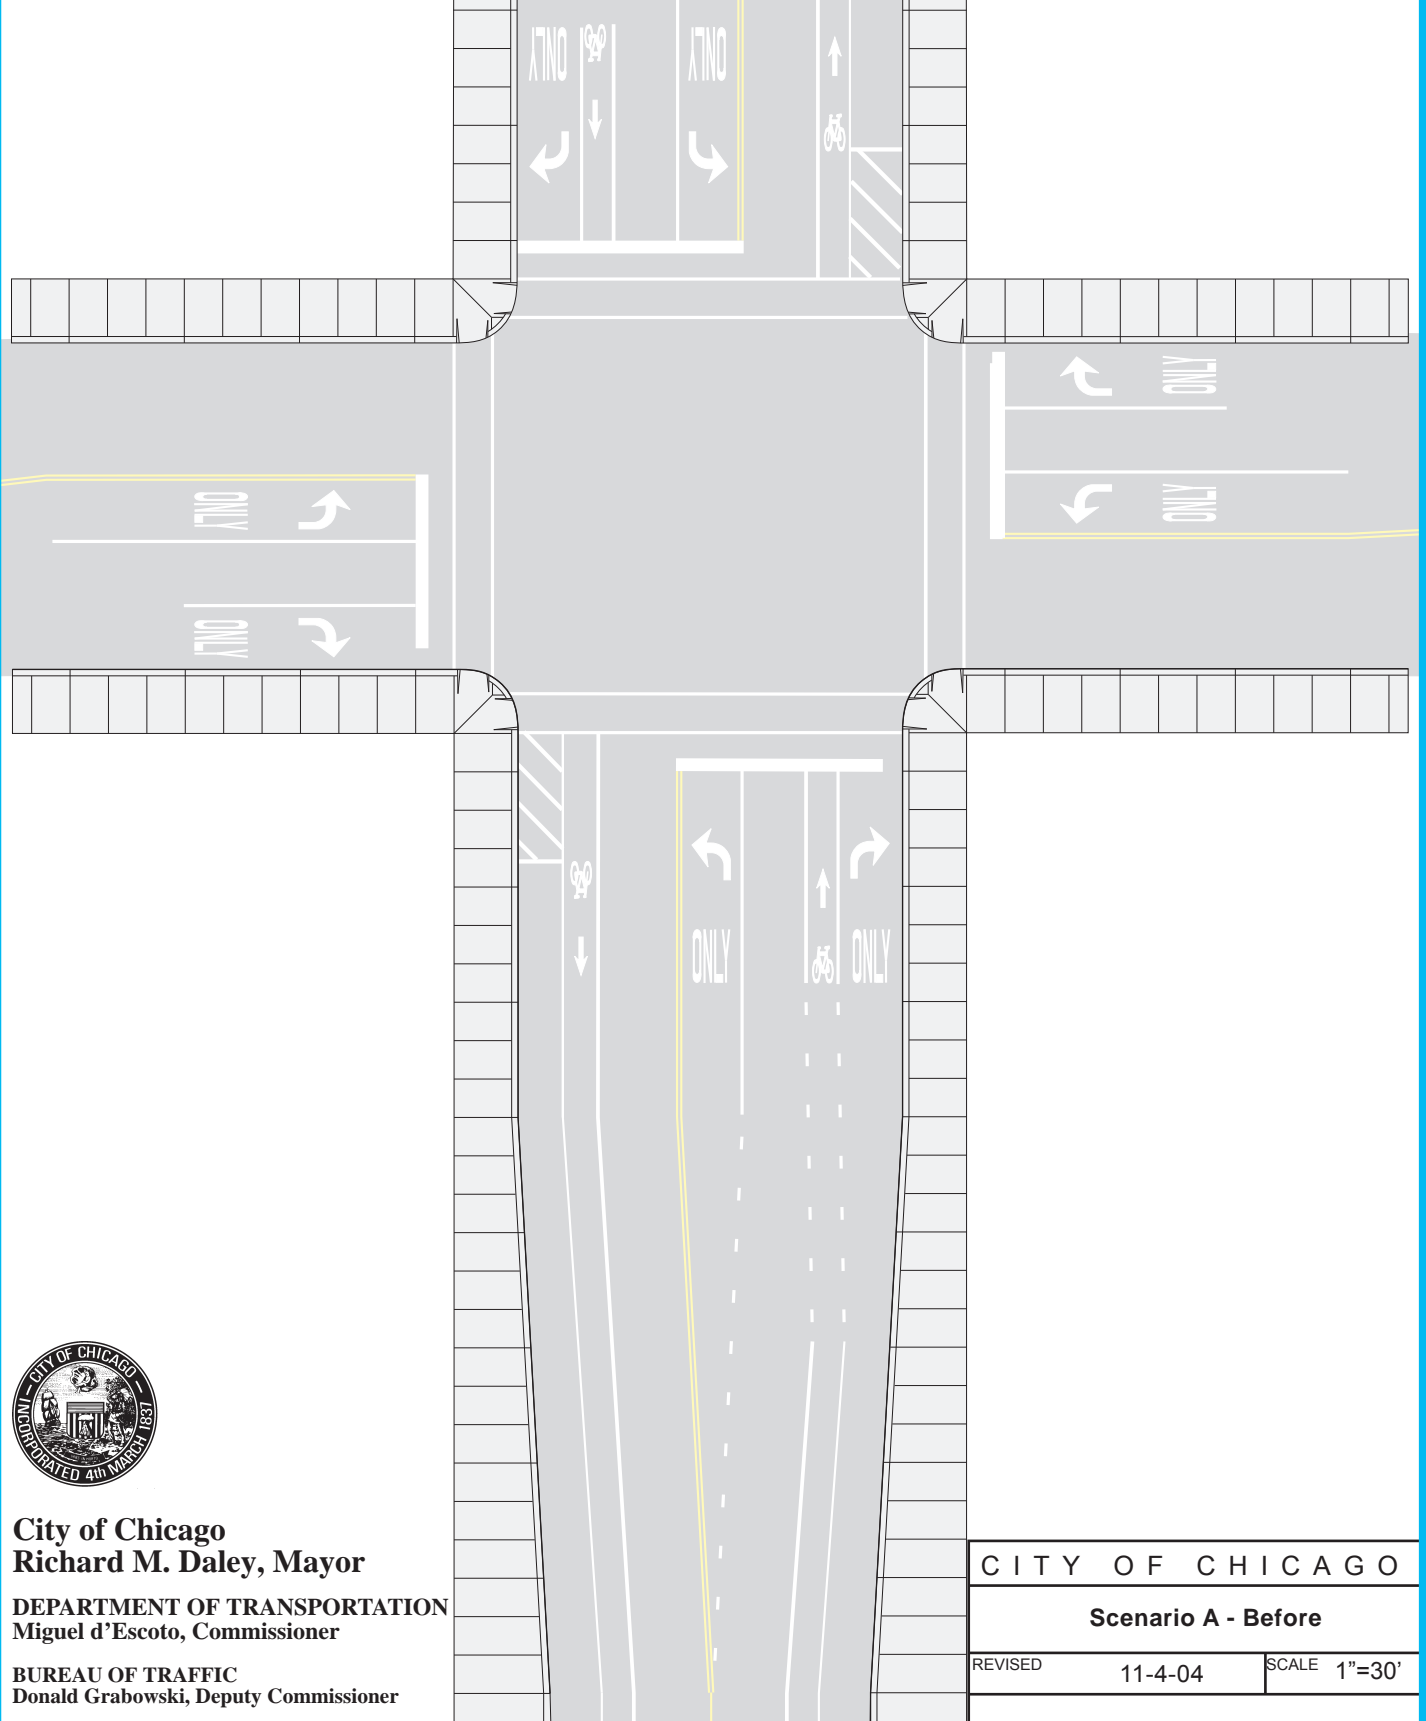 ONLY
ONLY
ONLY
ONLY
ONLY
ONLY
ONLY
ONLY
CITY OF CHICAGO
INCORPORATED 4th MARCH 1837
City of Chicago
Richard M. Daley, Mayor
DEPARTMENT OF TRANSPORTATION
Miguel d’Escoto, Commissioner
BUREAU OF TRAFFIC
Donald Grabowski, Deputy Commissioner
CITY OF CHICAGO
Scenario A - Before
REVISED 11-4-04 SCALE 1”=30’